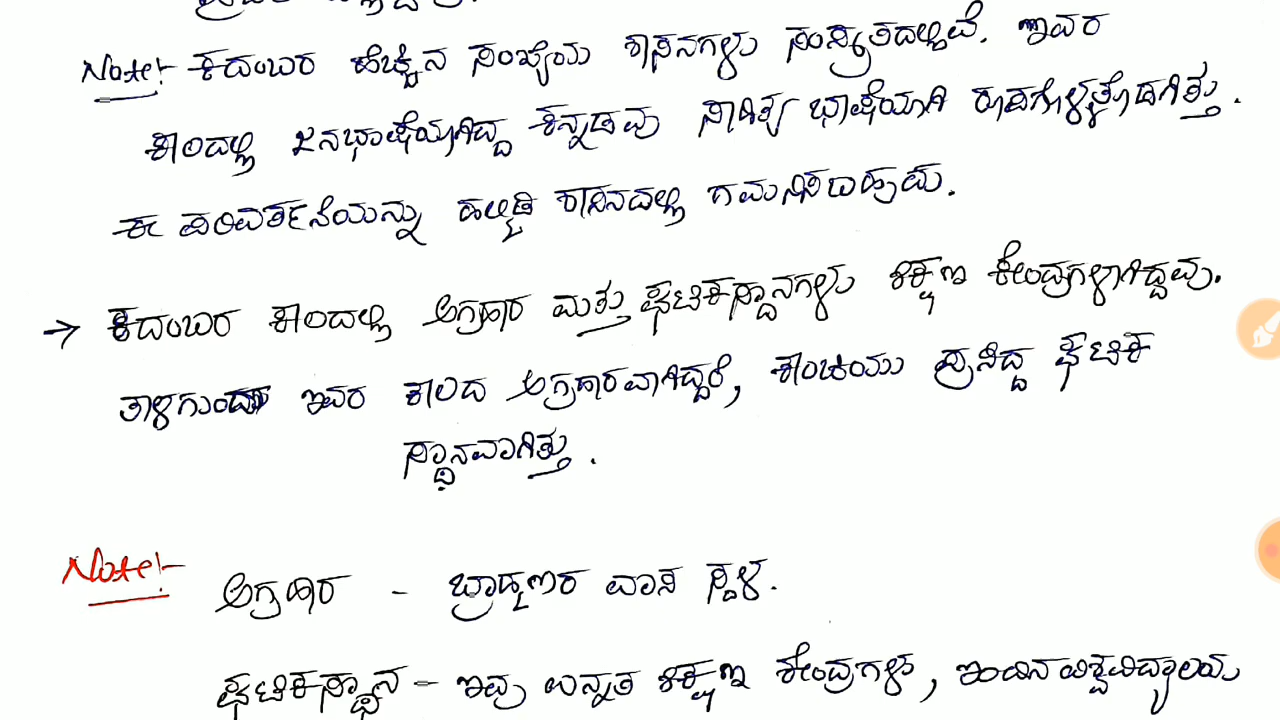 Note:- ಕದಂಬರ ಹೆಚ್ಚಿನ ಸಂಖ್ಯೆಯ ಶಾಸನಗಳು ಸಂಸ್ಕೃತದಲ್ಲಿವೆ. ಇವರ
ಕಾಲದಲ್ಲಿ ಜನಭಾಷೆಯಾಗಿದ್ದ ಕನ್ನಡವು ಸಾಹಿತ್ಯ ಭಾಷೆಯಾಗಿ ರೂಪಗೊಳ್ಳತೊಡಗಿತ್ತು.
ಈ ಪರಿವರ್ತನೆಯನ್ನು ಹಲ್ಮಿಡಿ ಶಾಸನದಲ್ಲಿ ಗಮನಿಸಬಹುದು.
→ ಕದಂಬರ ಕಾಲದಲ್ಲಿ ಅಗ್ರಹಾರ ಮತ್ತು ಘಟಿಕಸ್ಥಾನಗಳು ಶಿಕ್ಷಣ ಕೇಂದ್ರಗಳಾಗಿದ್ದವು.
ತಾಳಗುಂದ ಇವರ ಕಾಲದ ಅಗ್ರಹಾರವಾಗಿದ್ದರೆ, ಕಾಂಚಿಯು ಪ್ರಸಿದ್ಧ ಘಟಿಕ
ಸ್ಥಾನವಾಗಿತ್ತು.
Note:- ಅಗ್ರಹಾರ - ಬ್ರಾಹ್ಮಣರ ವಾಸ ಸ್ಥಳ.
ಘಟಿಕಸ್ಥಾನ - ಇವು ಉನ್ನತ ಶಿಕ್ಷಣ ಕೇಂದ್ರಗಳು, ಇಂದಿನ ವಿಶ್ವವಿದ್ಯಾಲಯ